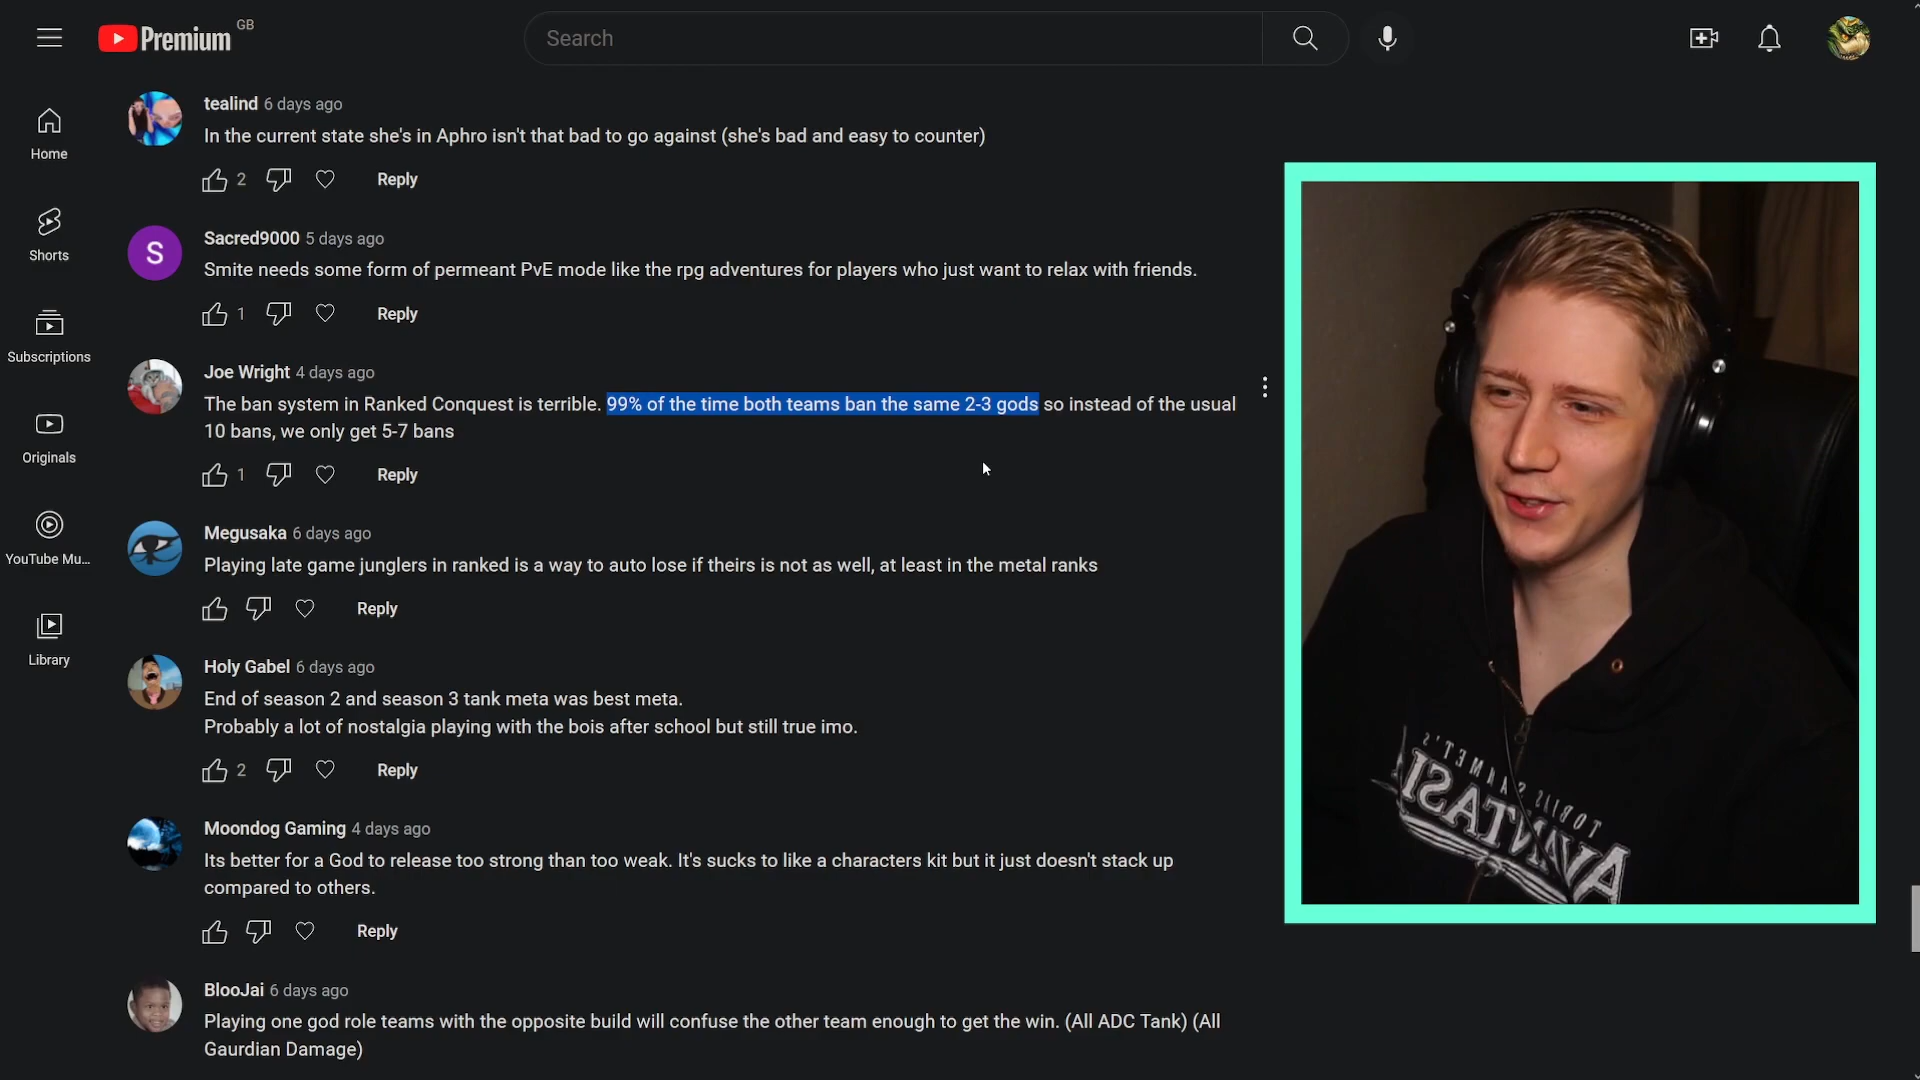 Premium GB
Search
Home
Shorts
Subscriptions
Originals
YouTube Mu...
Library
tealind 6 days ago
In the current state she's in Aphro isn't that bad to go against (she's bad and easy to counter)
2 Reply
S
Sacred9000 5 days ago
Smite needs some form of permeant PvE mode like the rpg adventures for players who just want to relax with friends.
1 Reply
Joe Wright 4 days ago
The ban system in Ranked Conquest is terrible. 99% of the time both teams ban the same 2-3 gods so instead of the usual
10 bans, we only get 5-7 bans
1 Reply
Megusaka 6 days ago
Playing late game junglers in ranked is a way to auto lose if theirs is not as well, at least in the metal ranks
Reply
Holy Gabel 6 days ago
End of season 2 and season 3 tank meta was best meta.
Probably a lot of nostalgia playing with the bois after school but still true imo.
2 Reply
Moondog Gaming 4 days ago
Its better for a God to release too strong than too weak. It's sucks to like a characters kit but it just doesn't stack up
compared to others.
Reply
BlooJai 6 days ago
Playing one god role teams with the opposite build will confuse the other team enough to get the win. (All ADC Tank) (All
Gaurdian Damage)